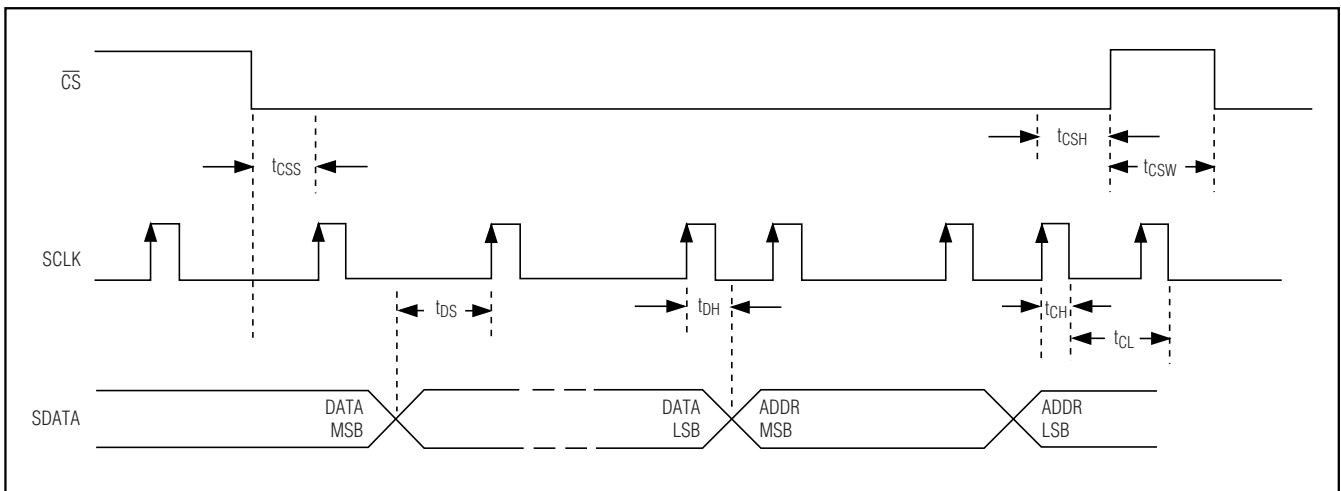 CS
tCSS
tCSH
tCSW
SCLK
tDS
tDH
tCH
tCL
SDATA
DATA
MSB
DATA
LSB
ADDR
MSB
ADDR
LSB